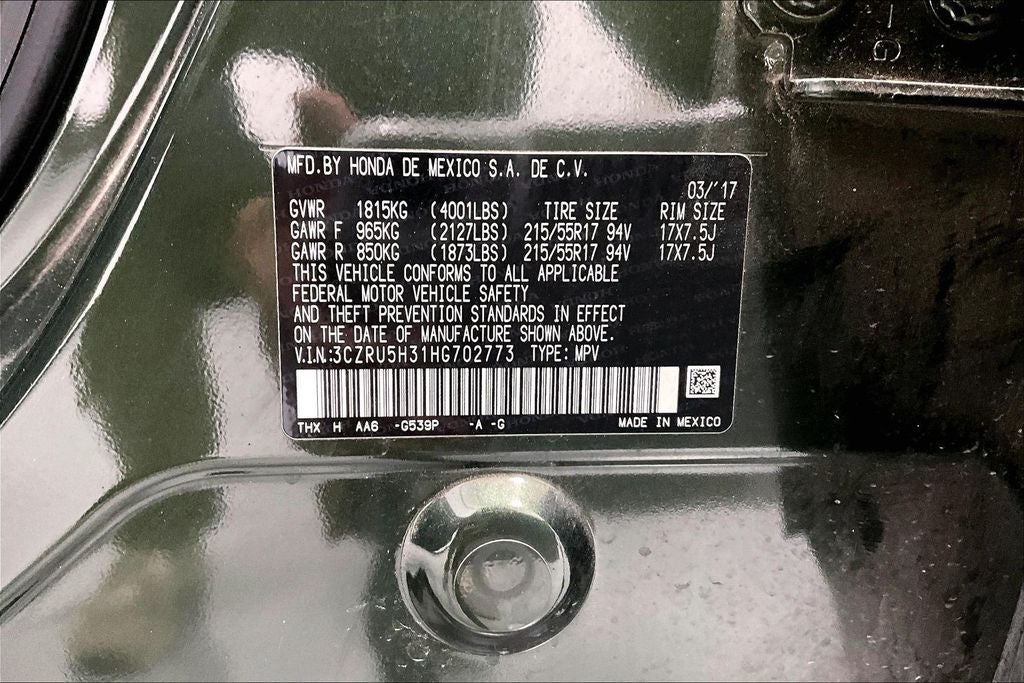 MFD.BY HONDA DE MEXICO S.A. DE C.V.
03/'17
GVWR 1815KG (4001LBS) TIRE SIZE RIM SIZE
GAWR F 965KG (2127LBS) 215/55R17 94V 17X7.5J
GAWR R 850KG (1873LBS) 215/55R17 94V 17X7.5J
THIS VEHICLE CONFORMS TO ALL APPLICABLE
FEDERAL MOTOR VEHICLE SAFETY
AND THEFT PREVENTION STANDARDS IN EFFECT
ON THE DATE OF MANUFACTURE SHOWN ABOVE.
V.I.N:3CZRU5H31HG702773 TYPE: MPV
THX H AA6 -G539P -A -G MADE IN MEXICO